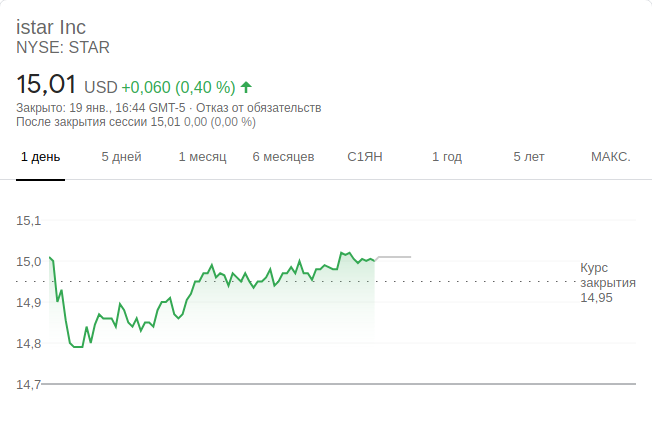 istar Inc
NYSE: STAR
15,01 USD +0,060 (0,40 %)
Закрыто: 19 янв., 16:44 GMT-5 · Отказ от обязательств
После закрытия сессии 15,01 0,00 (0,00 %)
1 день 5 дней 1 месяц 6 месяцев С1ЯН 1 год 5 лет МАКС.
15,1
15,0
14,9
14,8
14,7
Курс
закрытия
14,95